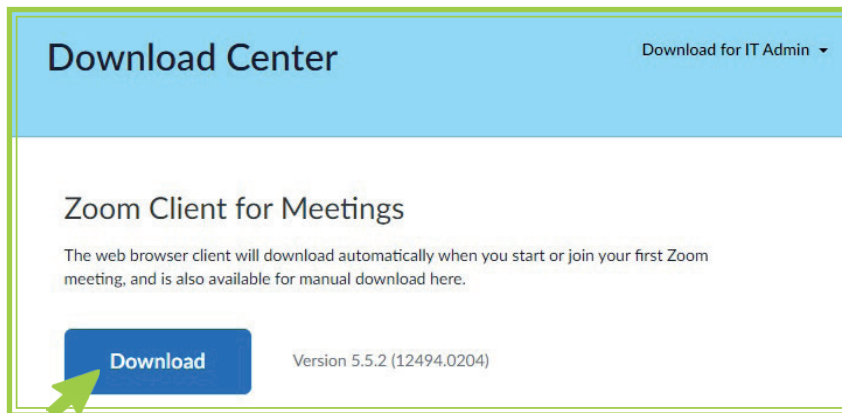 Download Center
Download for IT Admin
Zoom Client for Meetings
The web browser client will download automatically when you start or join your first Zoom
meeting, and is also available for manual download here.
Download
Version 5.5.2 (12494.0204)